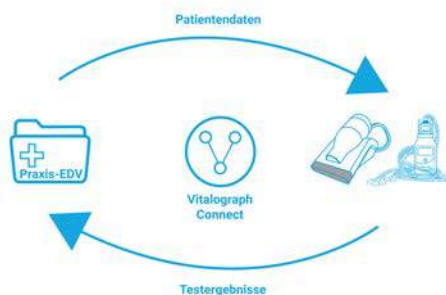 Patientendaten
Praxis-EDV
Vitalograph
Connect
Testergebnisse